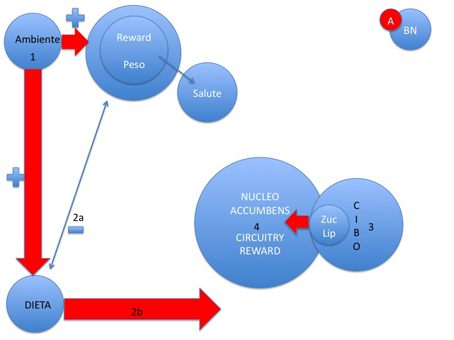 Ambiente
1
Reward
Peso
Salute
A
BN
2a
DIETA
2b
NUCLEO
ACCUMBENS
4
CIRCUITRY
REWARD
Zuc
Lip
C
I
B
O
3